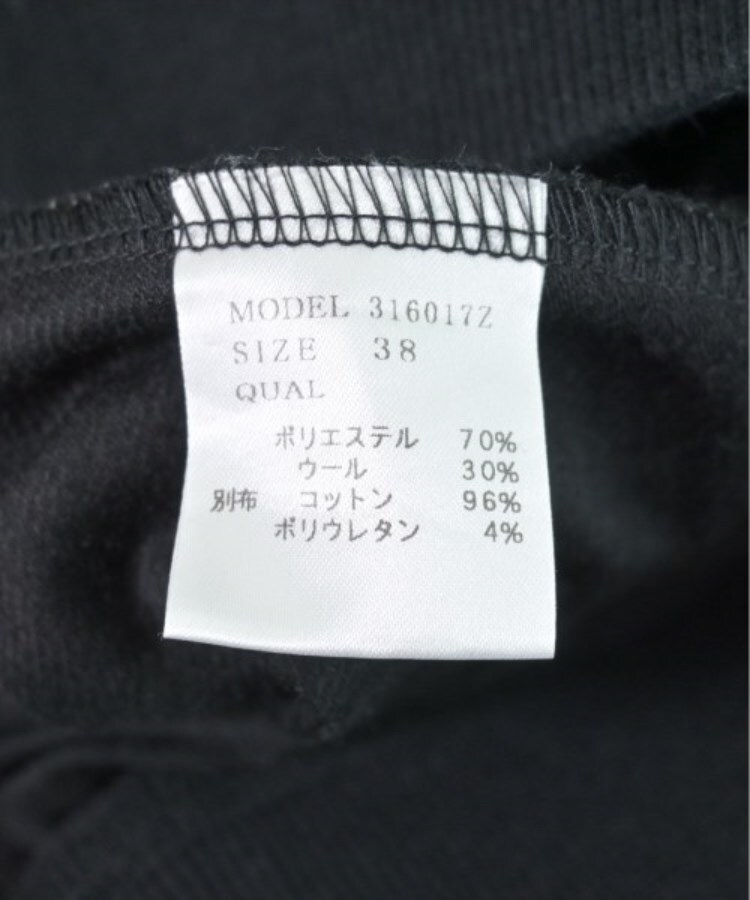 MODEL 316017Z
SIZE 38
QUAL
ポリエステル 70%
ウール 30%
別布 コットン 96%
ポリウレタン 4%